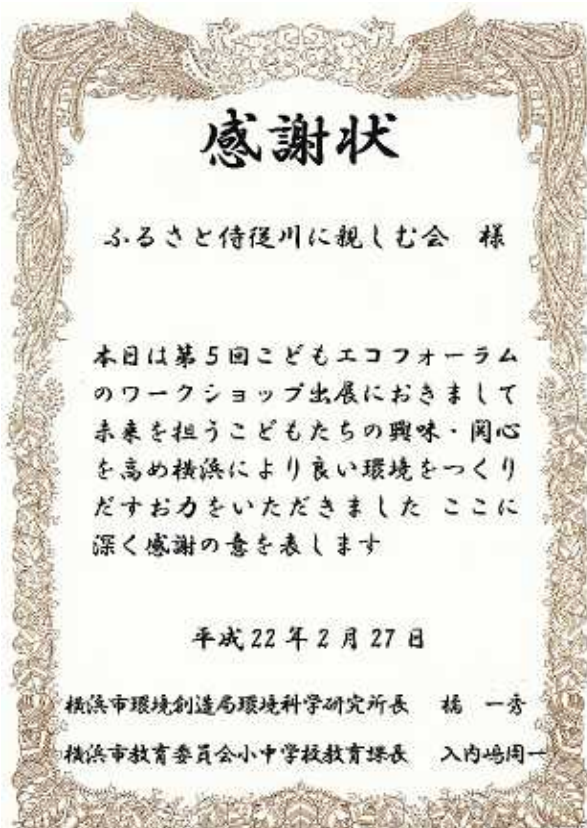 感謝状
ふるさと侍従川に親しむ会 様
本日は第5回こどもエコフォーラム
のワークショップ出展におきまして
未来を担うこどもたちの興味・関心
を高め横浜により良い環境をつくり
だすお力をいただきました ここに
深く感謝の意を表します
平成22年2月27日
横浜市環境創造局環境科学研究所長 橘 一秀
横浜市教育委員会小中学校教育課長 入内嶋周一